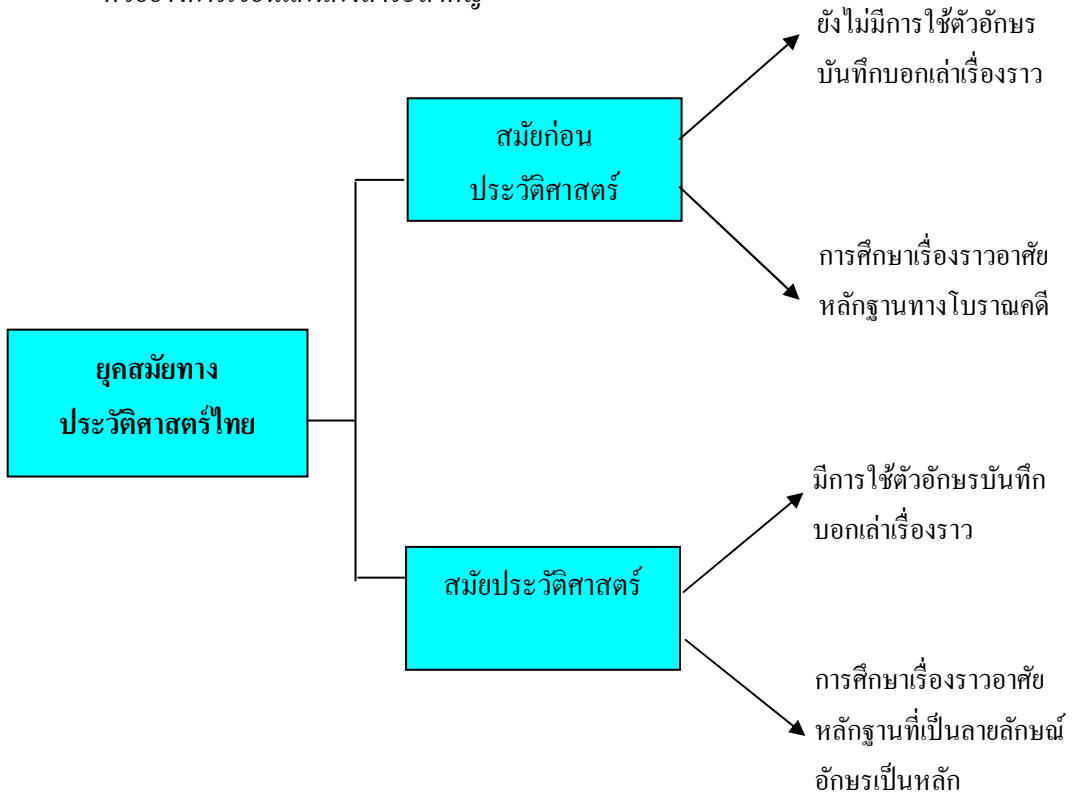 ยังไม่มีการใช้ตัวอักษร
บันทึกบอกเล่าเรื่องราว
สมัยก่อน
ประวัติศาสตร์
การศึกษาเรื่องราวอาศัย
หลักฐานทางโบราณคดี
ยุคสมัยทาง
ประวัติศาสตร์ไทย
มีการใช้ตัวอักษรบันทึก
บอกเล่าเรื่องราว
สมัยประวัติศาสตร์
การศึกษาเรื่องราวอาศัย
หลักฐานที่เป็นลายลักษณ์
อักษรเป็นหลัก